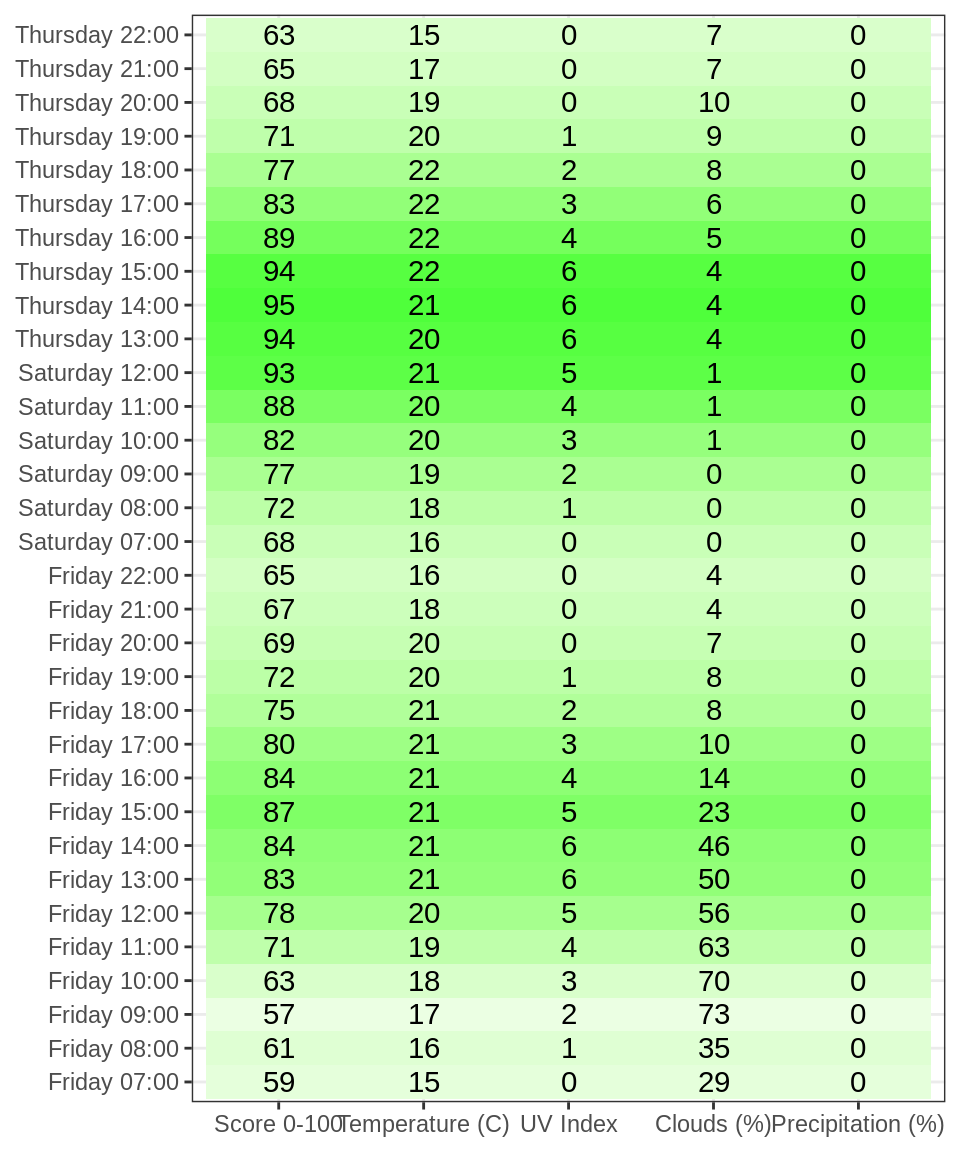 Thursday 22:00 63 15 0 7 0
Thursday 21:00 65 17 0 7 0
Thursday 20:00 68 19 0 10 0
Thursday 19:00 71 20 1 9 0
Thursday 18:00 77 22 2 8 0
Thursday 17:00 83 22 3 6 0
Thursday 16:00 89 22 4 5 0
Thursday 15:00 94 22 6 4 0
Thursday 14:00 95 21 6 4 0
Thursday 13:00 94 20 6 4 0
Saturday 12:00 93 21 5 1 0
Saturday 11:00 88 20 4 1 0
Saturday 10:00 82 20 3 1 0
Saturday 09:00 77 19 2 0 0
Saturday 08:00 72 18 1 0 0
Saturday 07:00 68 16 0 0 0
Friday 22:00 65 16 0 4 0
Friday 21:00 67 18 0 4 0
Friday 20:00 69 20 0 7 0
Friday 19:00 72 20 1 8 0
Friday 18:00 75 21 2 8 0
Friday 17:00 80 21 3 10 0
Friday 16:00 84 21 4 14 0
Friday 15:00 87 21 5 23 0
Friday 14:00 84 21 6 46 0
Friday 13:00 83 21 6 50 0
Friday 12:00 78 20 5 56 0
Friday 11:00 71 19 4 63 0
Friday 10:00 63 18 3 70 0
Friday 09:00 57 17 2 73 0
Friday 08:00 61 16 1 35 0
Friday 07:00 59 15 0 29 0
Score 0-100 Temperature (C) UV Index Clouds (%) Precipitation (%)